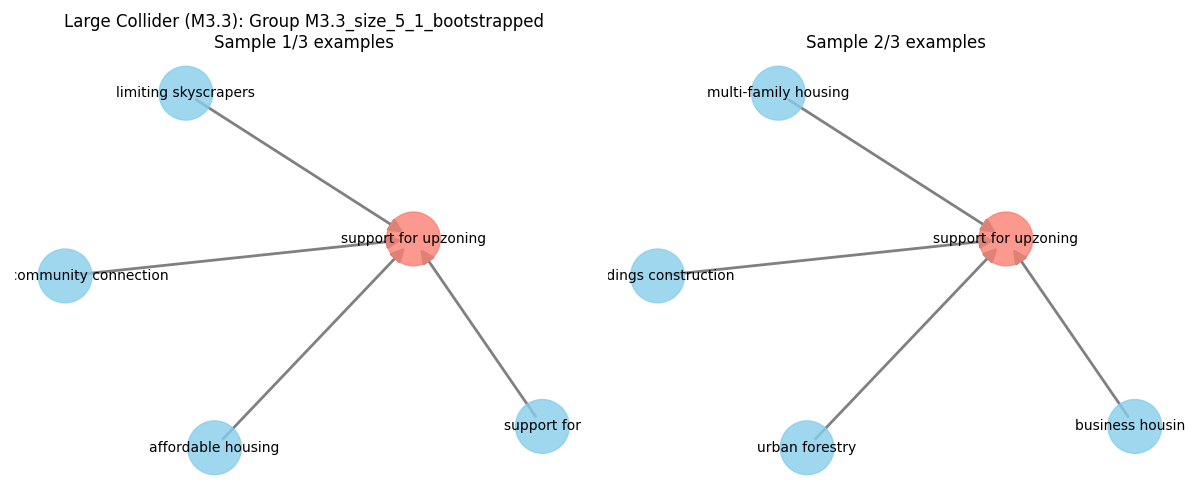 Large Collider (M3.3): Group M3.3_size_5_1_bootstrapped
Sample 1/3 examples
Sample 2/3 examples
limiting skyscrapers
multi-family housing
support for upzoning
support for upzoning
community connection
dings construction
support for
business housin
affordable housing
urban forestry